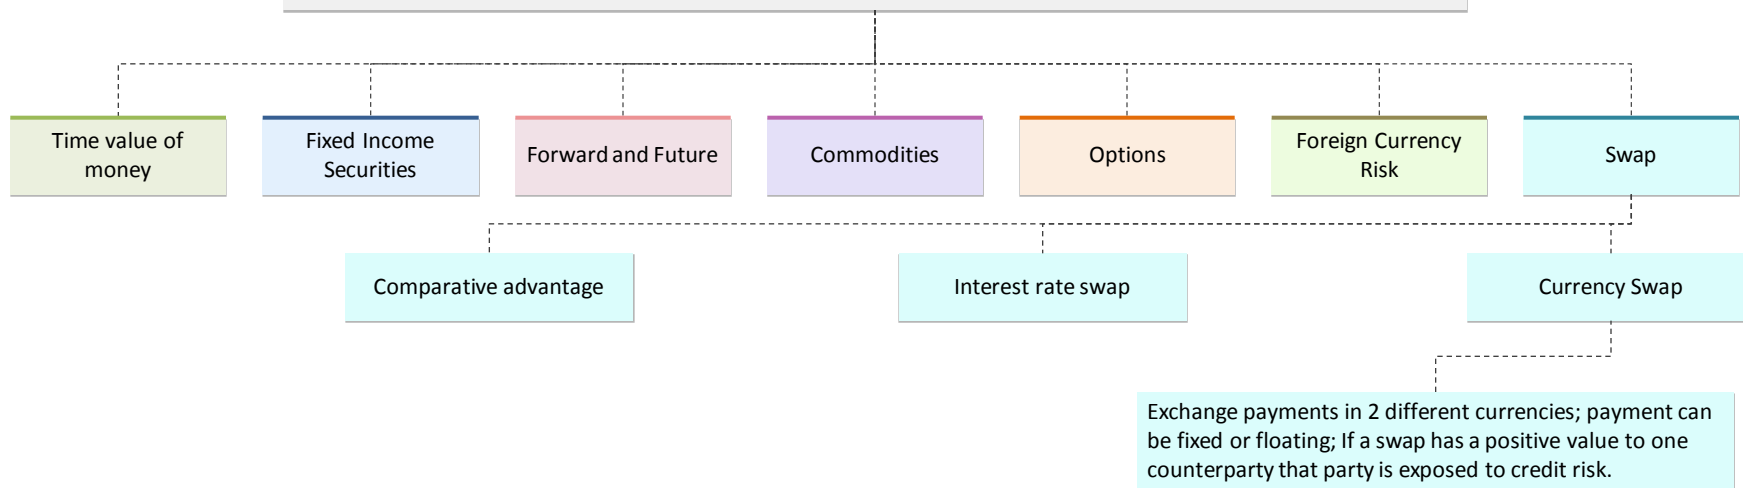 Time value of
money
Fixed Income
Securities
Forward and Future
Commodities
Options
Foreign Currency
Risk
Swap
Comparative advantage
Interest rate swap
Currency Swap
Exchange payments in 2 different currencies; payment can
be fixed or floating; If a swap has a positive value to one
counterparty that party is exposed to credit risk.